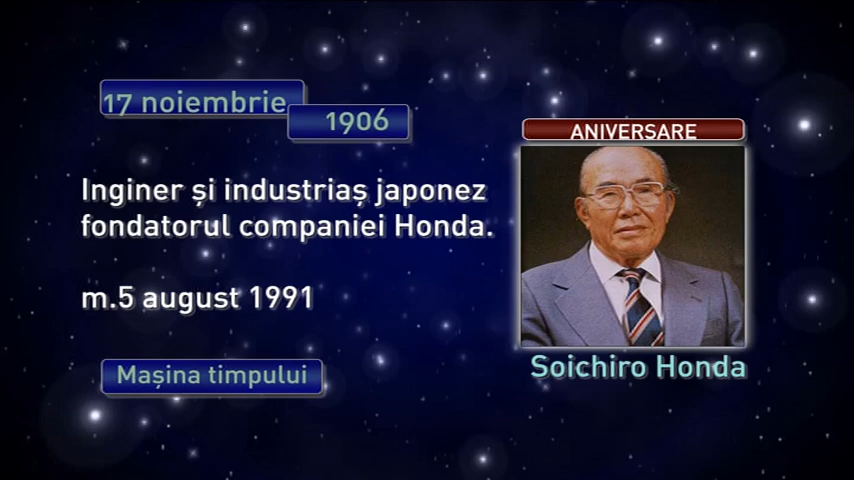 17 noiembrie
1906
ANIVERSARE
Inginer și industriaș japonez
fondatorul companiei Honda.
m.5 august 1991
Soichiro Honda
Mașina timpului